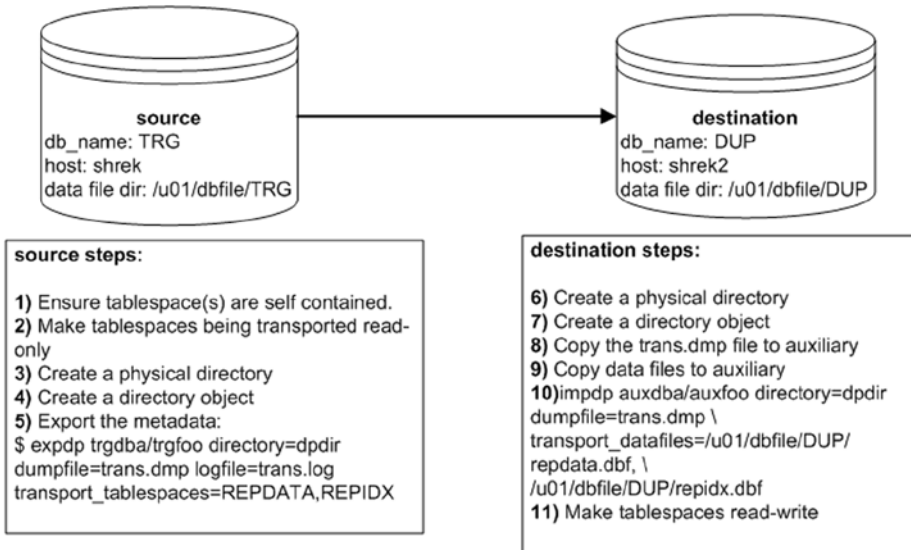 source
db_name: TRG
host: shrek
data file dir: /u01/dbfile/TRG
destination
db_name: DUP
host: shrek2
data file dir: /u01/dbfile/DUP
source steps:
1) Ensure tablespace(s) are self contained.
2) Make tablespaces being transported read-
only
3) Create a physical directory
4) Create a directory object
5) Export the metadata:
$ expdp trgdba/trgfoo directory=dpdir
dumpfile=trans.dmp logfile=trans.log
transport_tablespaces=REPDATA,REPIDX
destination steps:
6) Create a physical directory
7) Create a directory object
8) Copy the trans.dmp file to auxiliary
9) Copy data files to auxiliary
10)impdp auxdba/auxfoo directory=dpdir
dumpfile=trans.dmp \
transport_datafiles=/u01/dbfile/DUP/
repdata.dbf, \
/u01/dbfile/DUP/repidx.dbf
11) Make tablespaces read-write